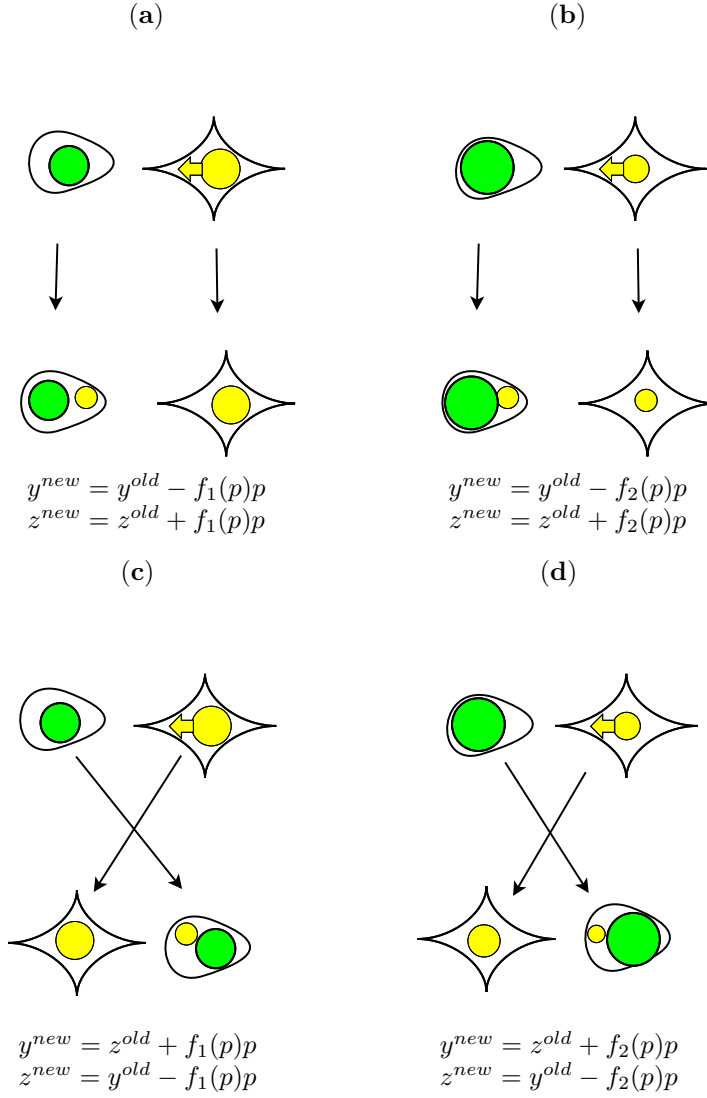 (a)
(b)
y^{new} = y^{old} − f_1(p)p
z^{new} = z^{old} + f_1(p)p
y^{new} = y^{old} − f_2(p)p
z^{new} = z^{old} + f_2(p)p
(c)
(d)
y^{new} = z^{old} + f_1(p)p
z^{new} = y^{old} − f_1(p)p
y^{new} = z^{old} + f_2(p)p
z^{new} = y^{old} − f_2(p)p